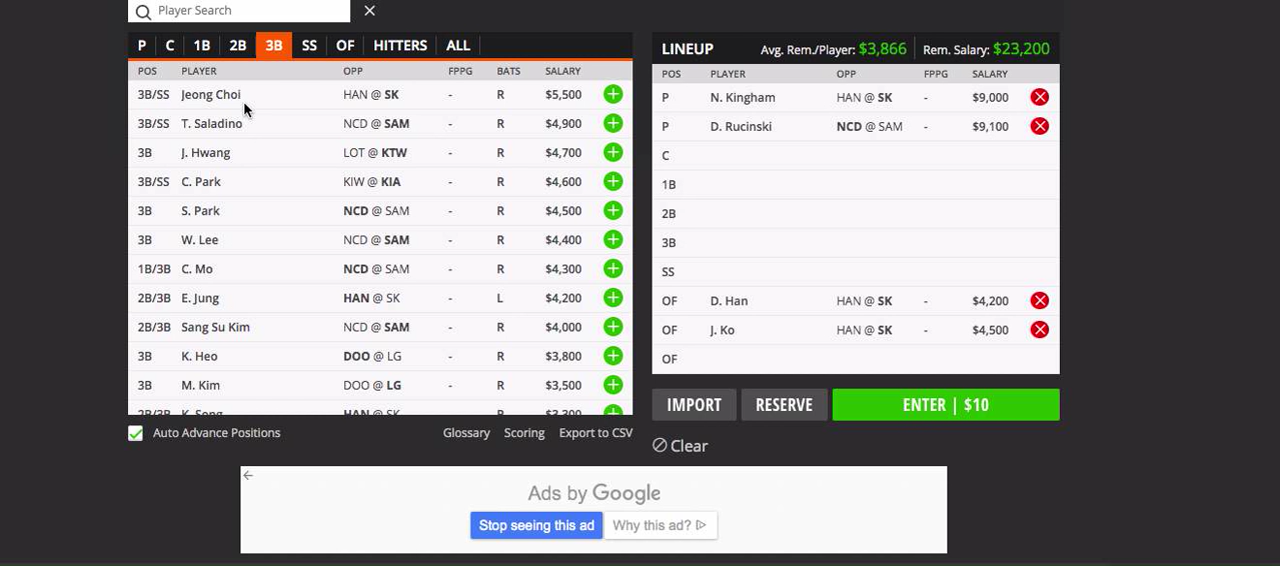 Player Search
P C 1B 2B 3B SS OF HITTERS ALL
POS PLAYER OPP FPPG BATS SALARY
3B/SS Jeong Choi HAN @ SK - R $5,500
3B/SS T. Saladino NCD @ SAM - R $4,900
3B J. Hwang LOT @ KTW - R $4,700
3B/SS C. Park KIW @ KIA - R $4,600
3B S. Park NCD @ SAM - R $4,500
3B W. Lee NCD @ SAM - R $4,400
1B/3B C. Mo NCD @ SAM - R $4,300
2B/3B E. Jung HAN @ SK - L $4,200
2B/3B Sang Su Kim NCD @ SAM - R $4,000
3B K. Heo DOO @ LG - R $3,800
3B M. Kim DOO @ LG - R $3,500
2B/3B K. Song HAN @ SK - R $3,300
Auto Advance Positions Glossary Scoring Export to CSV
LINEUP Avg. Rem./Player: $3,866 Rem. Salary: $23,200
POS PLAYER OPP FPPG SALARY
P N. Kingham HAN @ SK - $9,000
P D. Rucinski NCD @ SAM - $9,100
C
1B
2B
3B
SS
OF D. Han HAN @ SK - $4,200
OF J. Ko HAN @ SK - $4,500
OF
IMPORT RESERVE ENTER | $10
Clear
Ads by Google
Stop seeing this ad Why this ad?